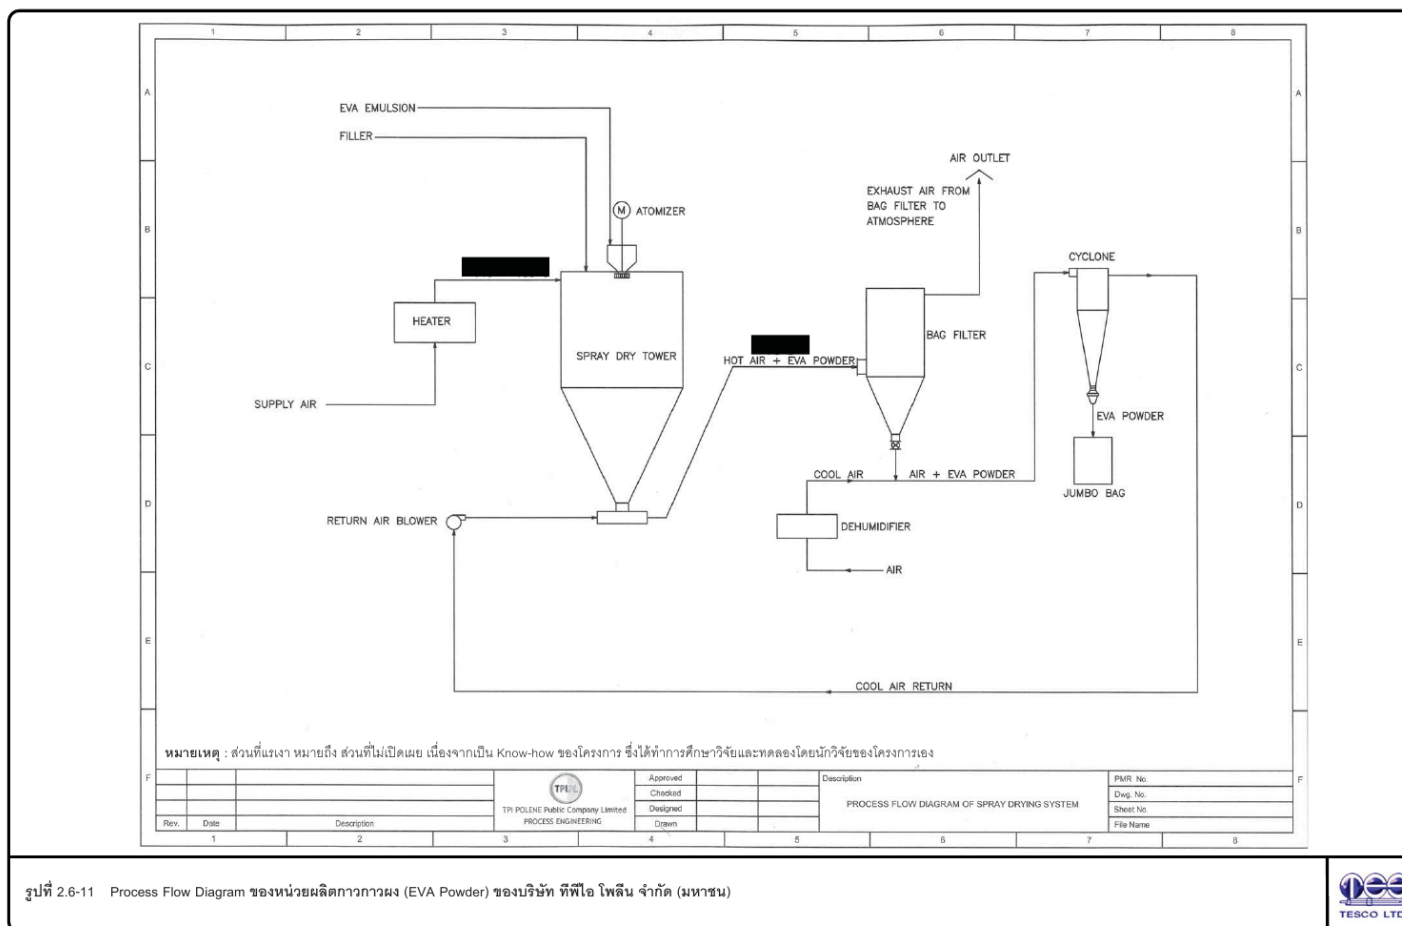 1 2 3 4 5 6 7 8
A A
EVA EMULSION
FILLER
AIR OUTLET
EXHAUST AIR FROM
BAG FILTER TO
ATMOSPHERE
M ATOMIZER
B B
CYCLONE
HEATER
BAG FILTER
SPRAY DRY TOWER
HOT AIR + EVA POWDER
C C
SUPPLY AIR
EVA POWDER
COOL AIR
AIR + EVA POWDER
JUMBO BAG
D D
RETURN AIR BLOWER
DEHUMIDIFIER
AIR
E E
COOL AIR RETURN
หมายเหตุ : ส่วนที่แรเงา หมายถึง ส่วนที่ไม่เปิดเผย เนื่องจากเป็น Know-how ของโครงการ ซึ่งได้ทำการศึกษาวิจัยและทดลองโดยนักวิจัยของโครงการเอง
F F
TPIPL
TPI POLENE Public Company Limited
PROCESS ENGINEERING
Approved
Checked
Designed
Drawn
Description
PROCESS FLOW DIAGRAM OF SPRAY DRYING SYSTEM
PMR No.
Dwg. No.
Sheet No.
File Name
Rev. Date Description
1 2 3 4 5 6 7 8
รูปที่ 2.6-11 Process Flow Diagram ของหน่วยผลิตกาวกาวผง (EVA Powder) ของบริษัท ทีพีไอ โพลีน จำกัด (มหาชน)
TESCO LTD